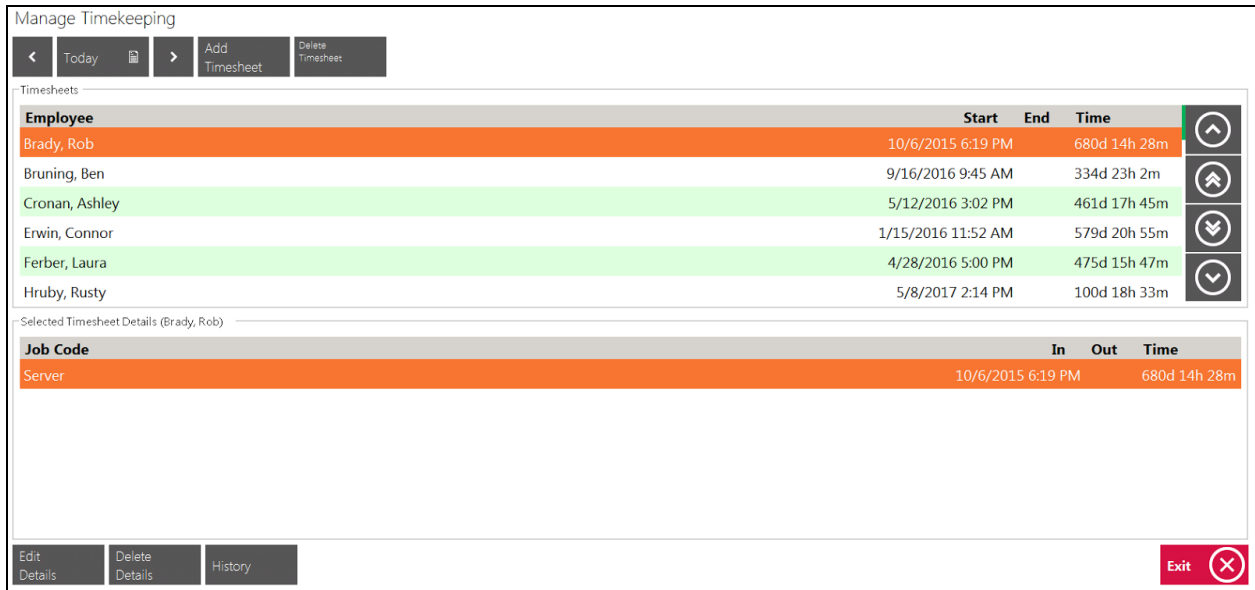 Manage Timekeeping
< Today > Add Timesheet Delete Timesheet
Timesheets
Employee Start End Time
Brady, Rob 10/6/2015 6:19 PM 680d 14h 28m
Bruning, Ben 9/16/2016 9:45 AM 334d 23h 2m
Cronan, Ashley 5/12/2016 3:02 PM 461d 17h 45m
Erwin, Connor 1/15/2016 11:52 AM 579d 20h 55m
Ferber, Laura 4/28/2016 5:00 PM 475d 15h 47m
Hruby, Rusty 5/8/2017 2:14 PM 100d 18h 33m
Selected Timesheet Details (Brady, Rob)
Job Code In Out Time
Server 10/6/2015 6:19 PM 680d 14h 28m
Edit Details Delete Details History Exit